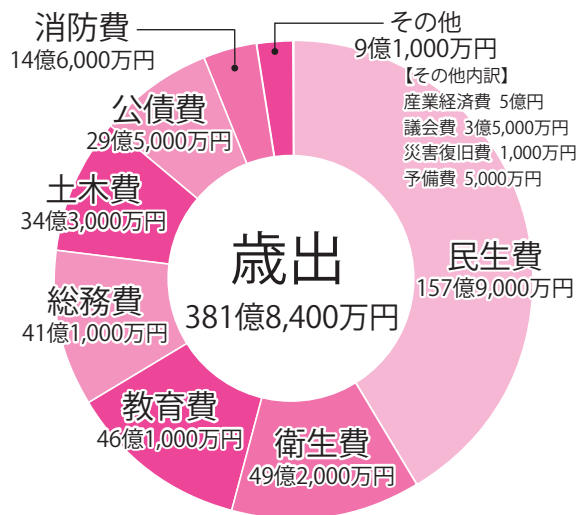 消防費
14億6,000万円
その他
9億1,000万円
【その他内訳】
産業経済費 5億円
議会費 3億5,000万円
災害復旧費 1,000万円
予備費 5,000万円
公債費
29億5,000万円
土木費
34億3,000万円
総務費
41億1,000万円
教育費
46億1,000万円
衛生費
49億2,000万円
民生費
157億9,000万円
歳出
381億8,400万円